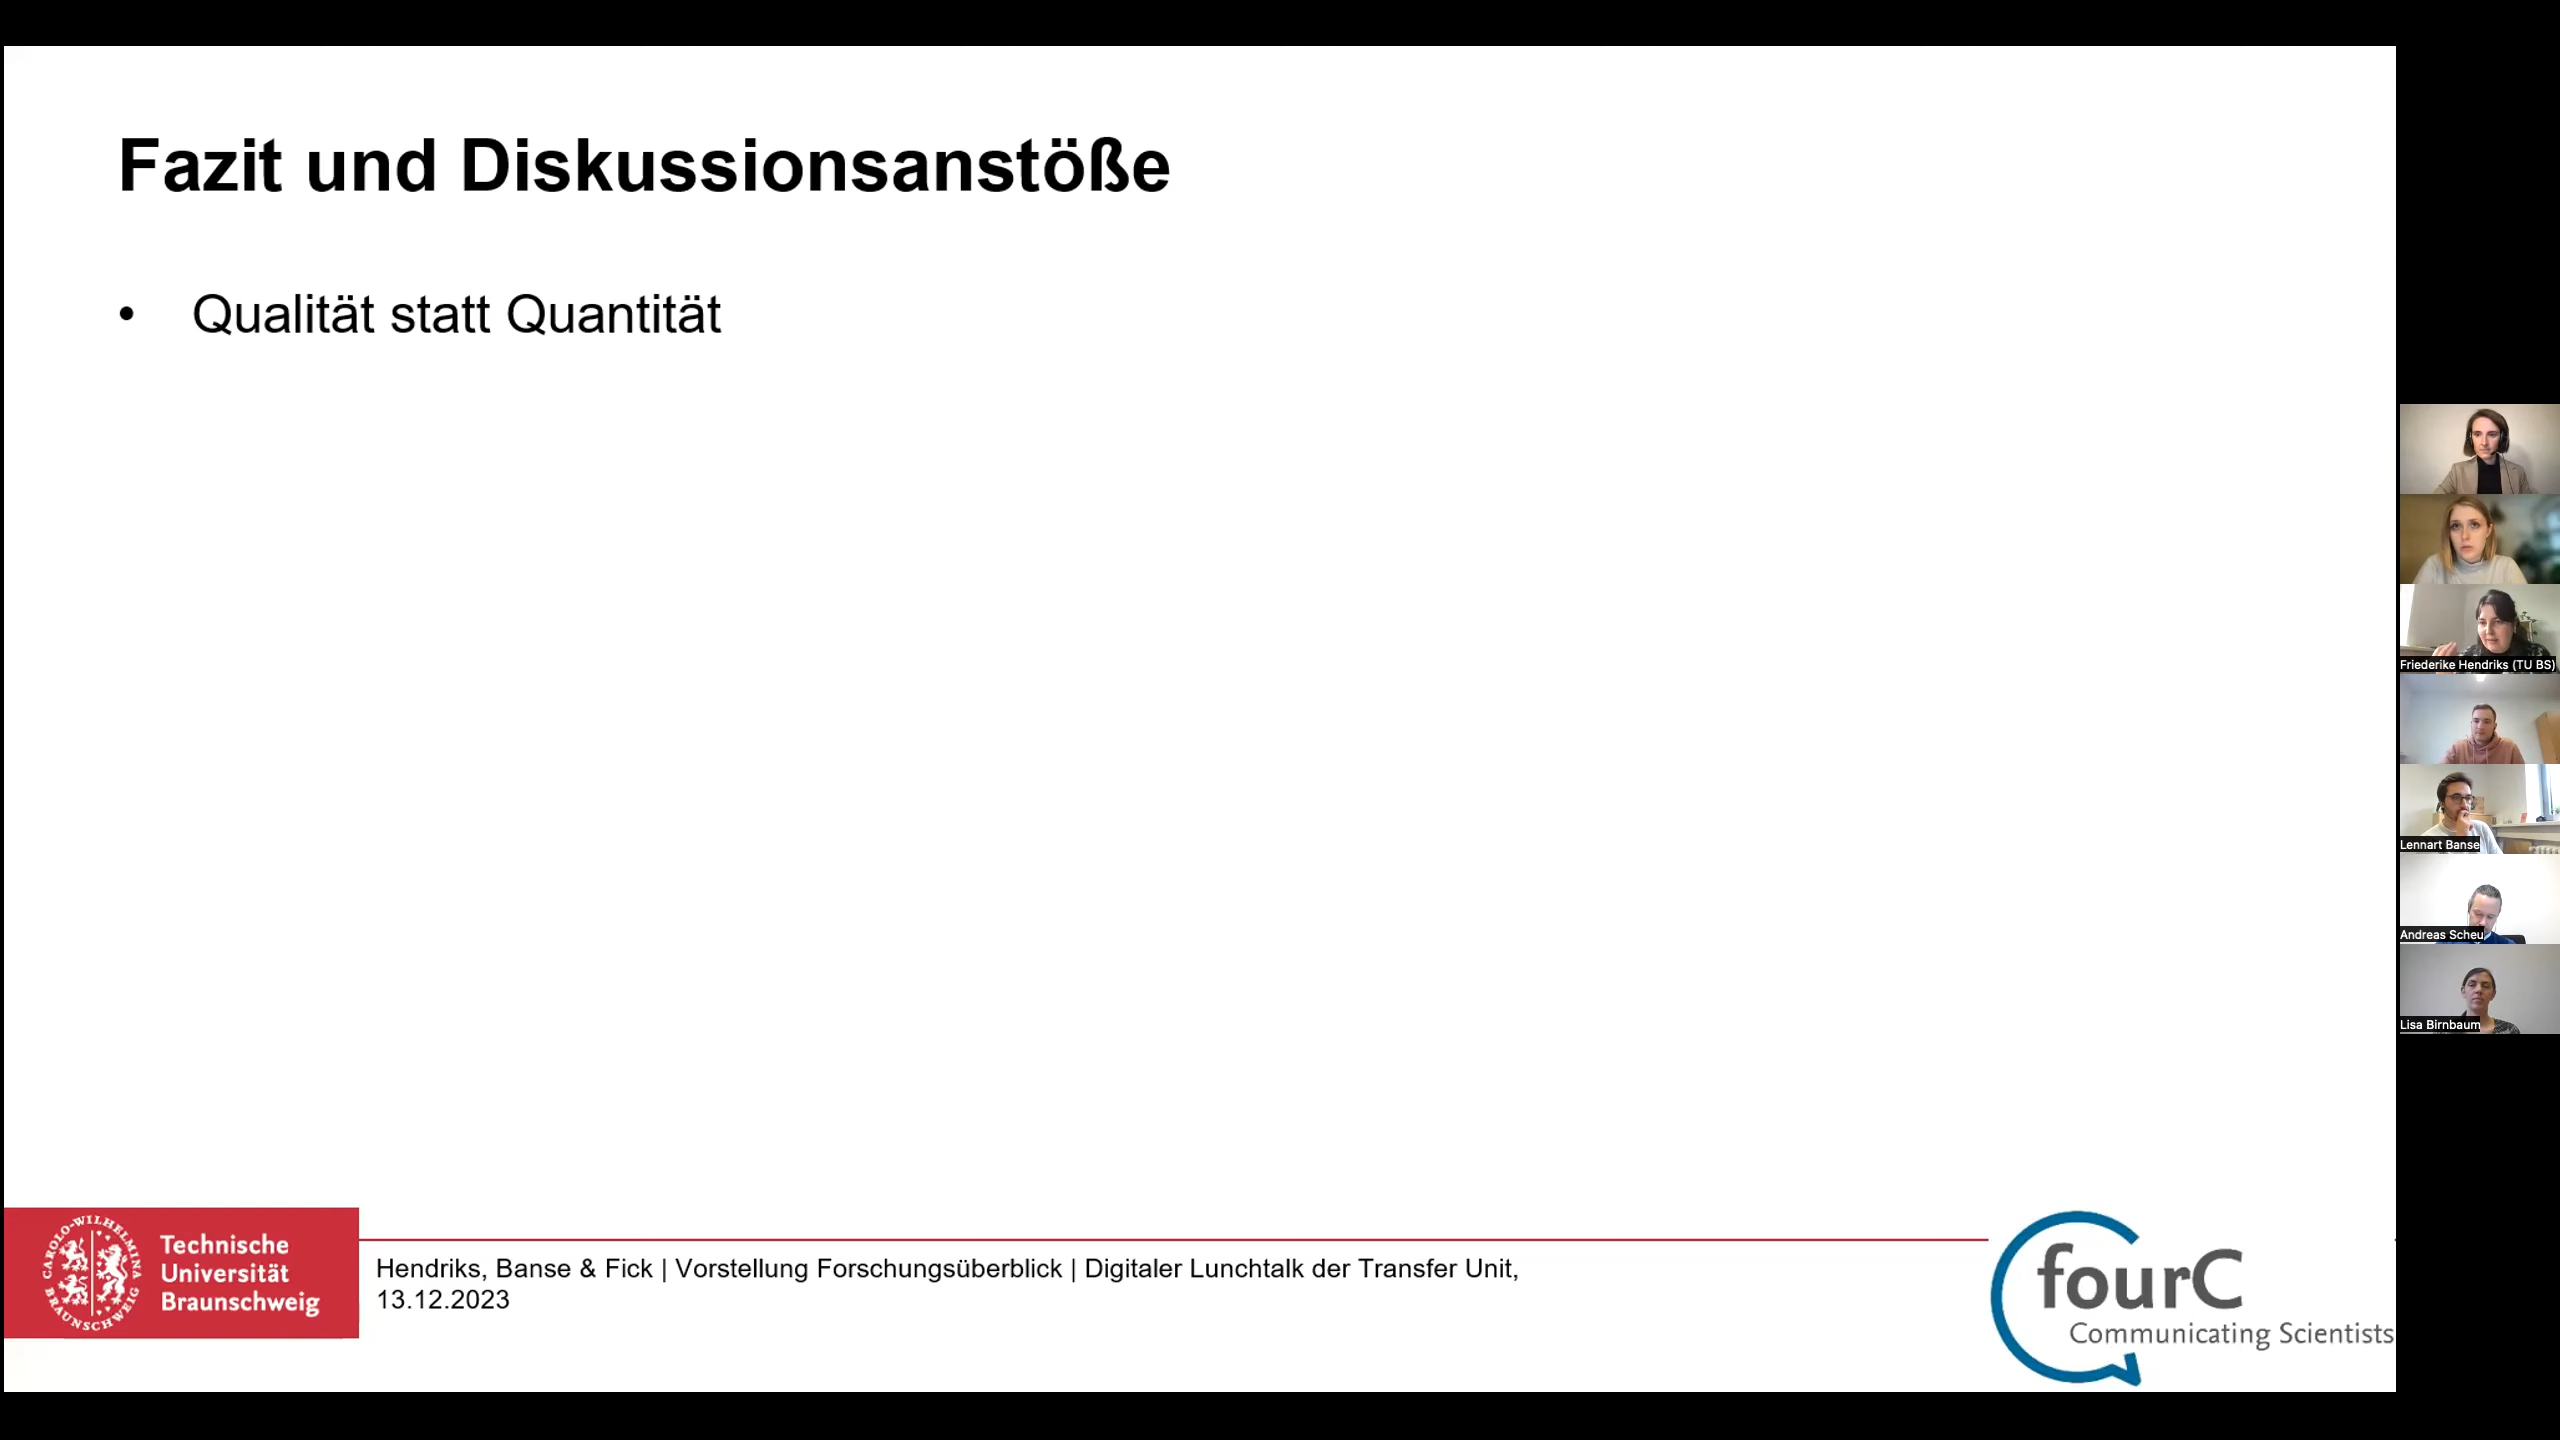 Fazit und Diskussionsanstöße
• Qualität statt Quantität
Friederike Hendriks (TU BS)
Lennart Banse
Andreas Scheu
Lisa Birnbaum
CAROLO-WILHELMINA
BRAUNSCHWEIG
Technische
Universität
Braunschweig
Hendriks, Banse & Fick | Vorstellung Forschungsüberblick | Digitaler Lunchtalk der Transfer Unit,
13.12.2023
fourC
Communicating Scientists